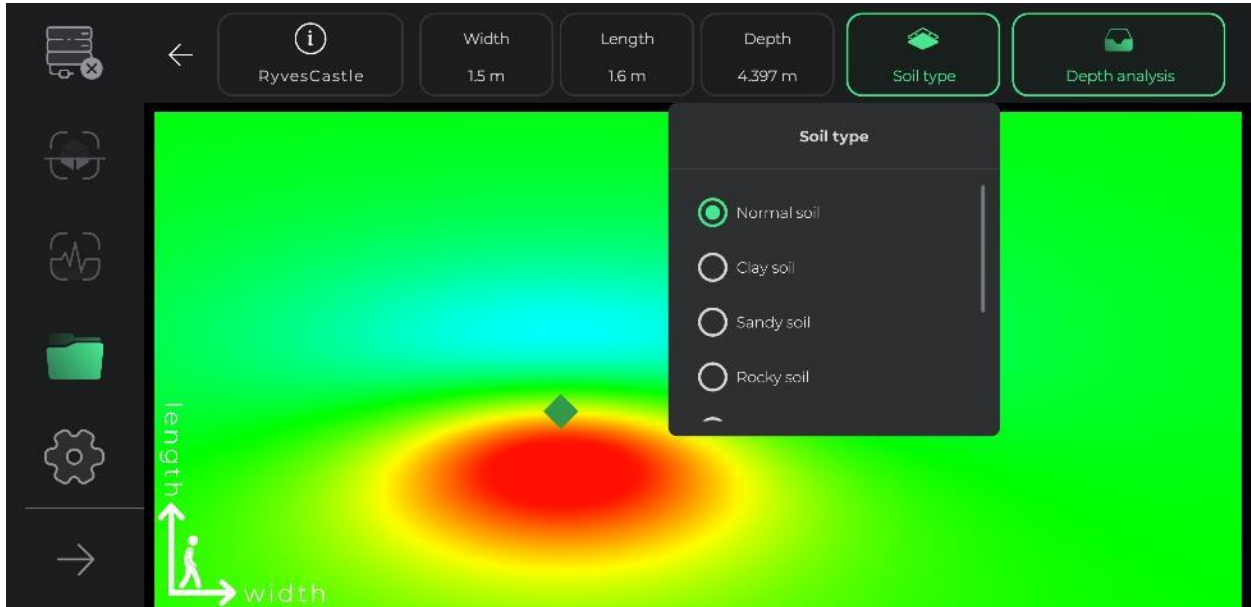 RyvesCastle
Width
1.5 m
Length
1.6 m
Depth
4.397 m
Soil type
Depth analysis
Soil type
Normal soil
Clay soil
Sandy soil
Rocky soil
length
width